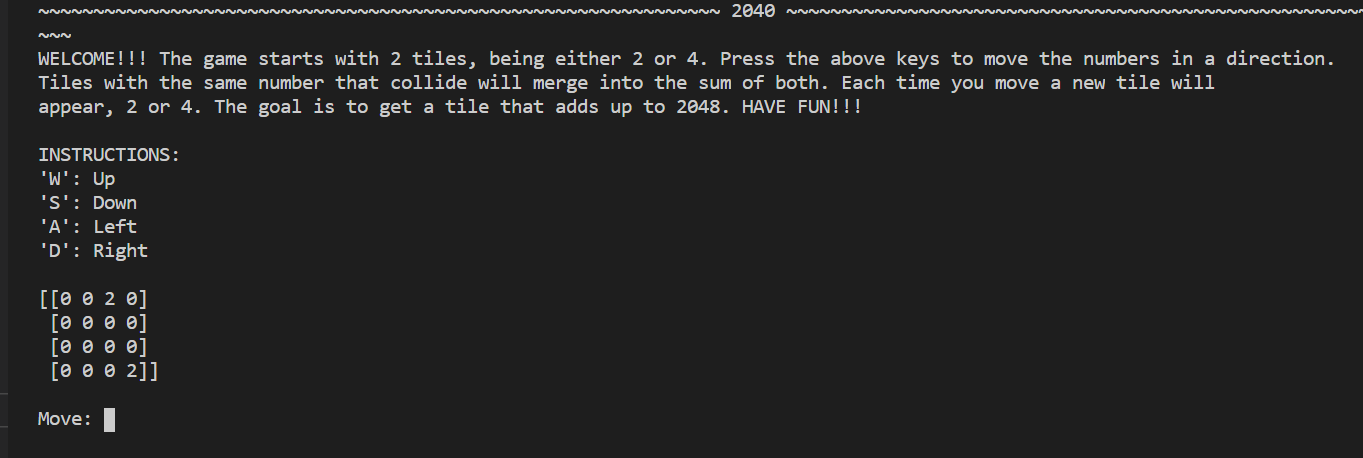 ~~~~~~~~~~~~~~~~~~~~~~~~~~~~~~~~~~~~~~~~~~~~~~~~~~~~~~~~~~~~~~ 2040 ~~~~~~~~~~~~~~~~~~~~~~~~~~~~~~~~~~~~~~~~~~~~~~~~~~~~~
~~~
WELCOME!!! The game starts with 2 tiles, being either 2 or 4. Press the above keys to move the numbers in a direction.
Tiles with the same number that collide will merge into the sum of both. Each time you move a new tile will
appear, 2 or 4. The goal is to get a tile that adds up to 2048. HAVE FUN!!!
INSTRUCTIONS:
'W': Up
'S': Down
'A': Left
'D': Right
[[0 0 2 0]
 [0 0 0 0]
 [0 0 0 0]
 [0 0 0 2]]
Move: